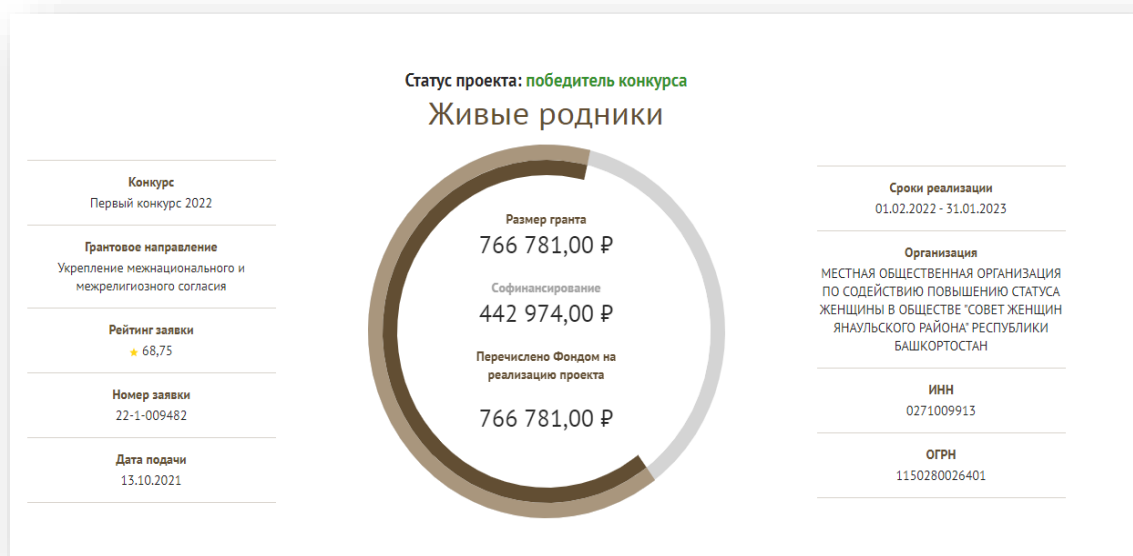 Статус проекта: победитель конкурса
Живые родники
Конкурс
Первый конкурс 2022
Грантовое направление
Укрепление межнационального и
межрелигиозного согласия
Рейтинг заявки
★ 68,75
Номер заявки
22-1-009482
Дата подачи
13.10.2021
Размер гранта
766 781,00 ₽
Софинансирование
442 974,00 ₽
Перечислено Фондом на
реализацию проекта
766 781,00 ₽
Сроки реализации
01.02.2022 - 31.01.2023
Организация
МЕСТНАЯ ОБЩЕСТВЕННАЯ ОРГАНИЗАЦИЯ
ПО СОДЕЙСТВИЮ ПОВЫШЕНИЮ СТАТУСА
ЖЕНЩИНЫ В ОБЩЕСТВЕ "СОВЕТ ЖЕНЩИН
ЯНАУЛЬСКОГО РАЙОНА" РЕСПУБЛИКИ
БАШКОРТОСТАН
ИНН
0271009913
ОГРН
1150280026401